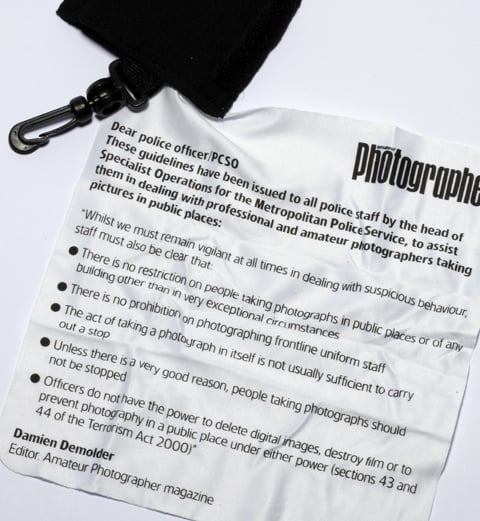 Dear police officer/PCSO
amateur
Photographe
These guidelines have been issued to all police staff by the head of
Specialist Operations for the Metropolitan Police Service, to assist
them in dealing with professional and amateur photographers taking
pictures in public places:
"Whilst we must remain vigilant at all times in dealing with suspicious behaviour,
staff must also be clear that:
● There is no restriction on people taking photographs in public places or of any
building other than in very exceptional circumstances
● There is no prohibition on photographing frontline uniform staff
● The act of taking a photograph in itself is not usually sufficient to carry
out a stop
● Unless there is a very good reason, people taking photographs should
not be stopped
● Officers do not have the power to delete digital images, destroy film or to
prevent photography in a public place under either power (sections 43 and
44 of the Terrorism Act 2000)"
Damien Demolder
Editor. Amateur Photographer magazine